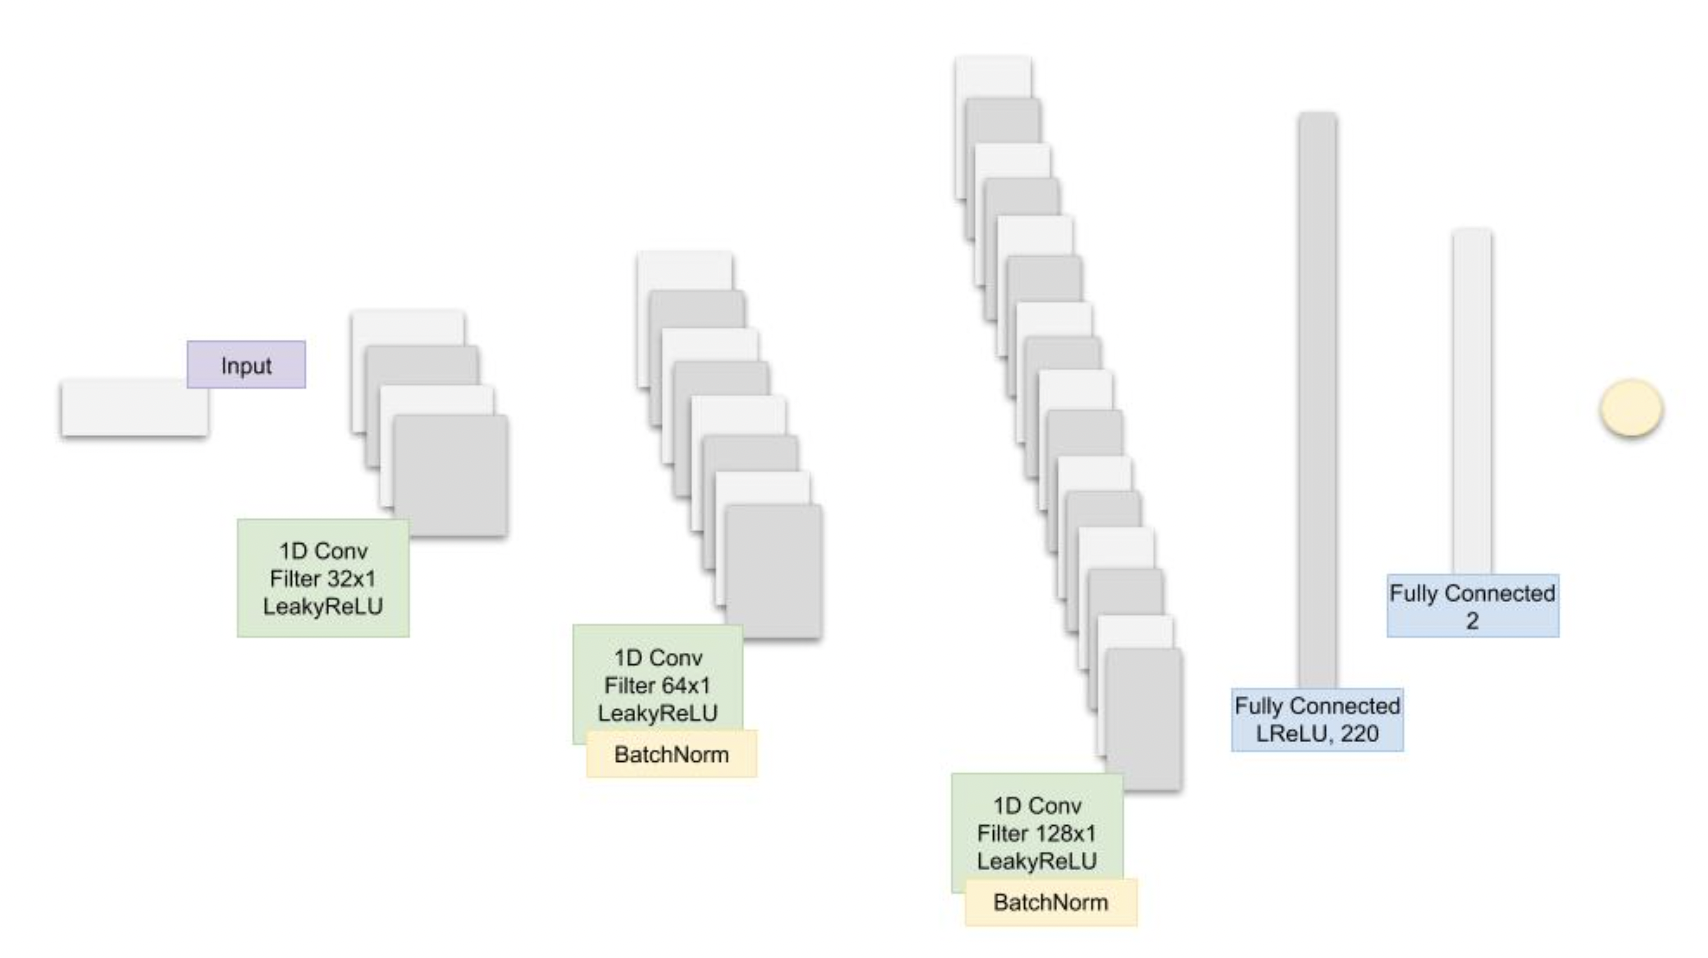 Input
1D Conv
Filter 32x1
LeakyReLU
1D Conv
Filter 64x1
LeakyReLU
BatchNorm
1D Conv
Filter 128x1
LeakyReLU
BatchNorm
Fully Connected
LReLU, 220
Fully Connected
2